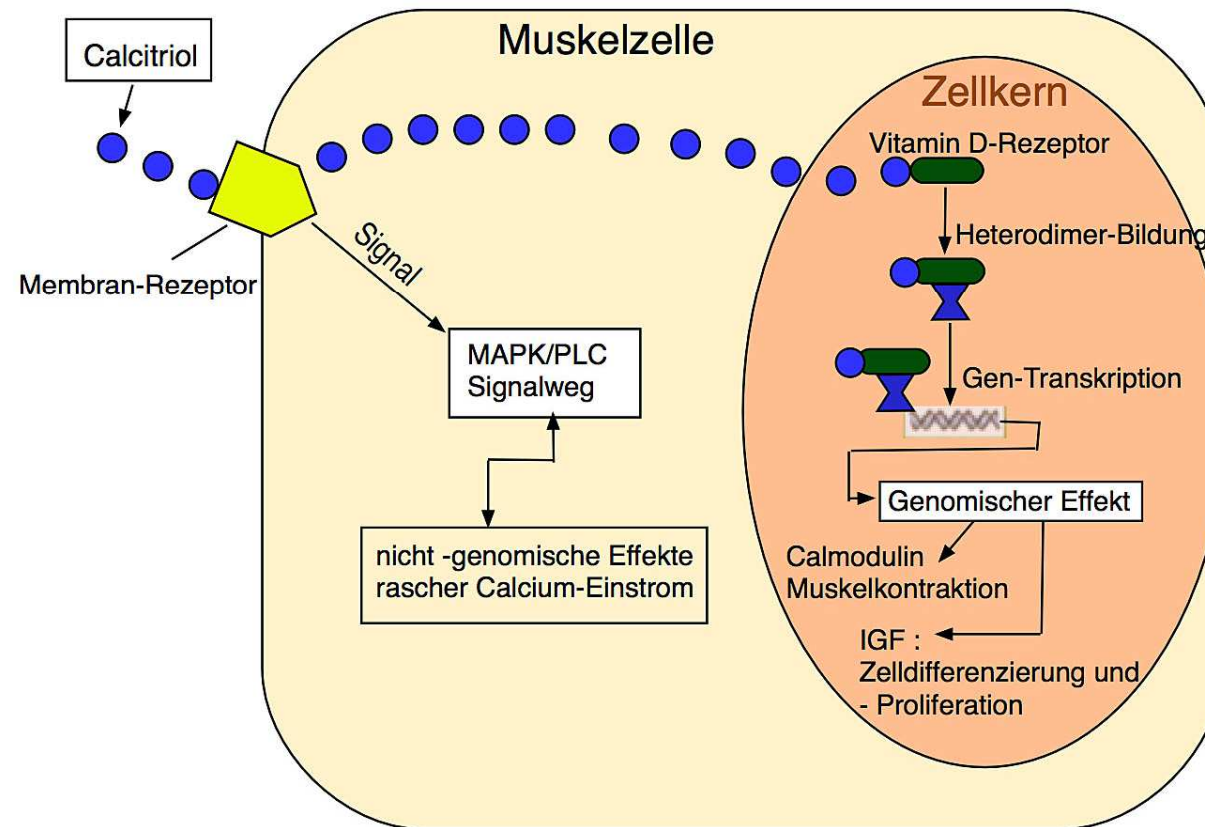 Calcitriol
Muskelzelle
Zellkern
Vitamin D-Rezeptor
Heterodimer-Bildung
Membran-Rezeptor
Signal
MAPK/PLC
Signalweg
Gen-Transkription
nicht -genomische Effekte
rascher Calcium-Einstrom
Genomischer Effekt
Calmodulin
Muskelkontraktion
IGF :
Zelldifferenzierung und
- Proliferation